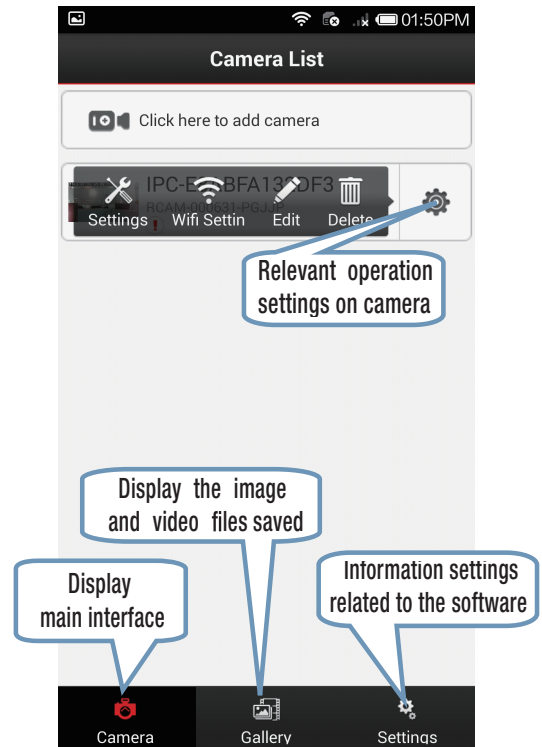 01:50PM
Camera List
Click here to add camera
Settings Wifi Settin Edit Delete
Relevant operation
settings on camera
Display the image
and video files saved
Information settings
related to the software
Display
main interface
Camera Gallery Settings